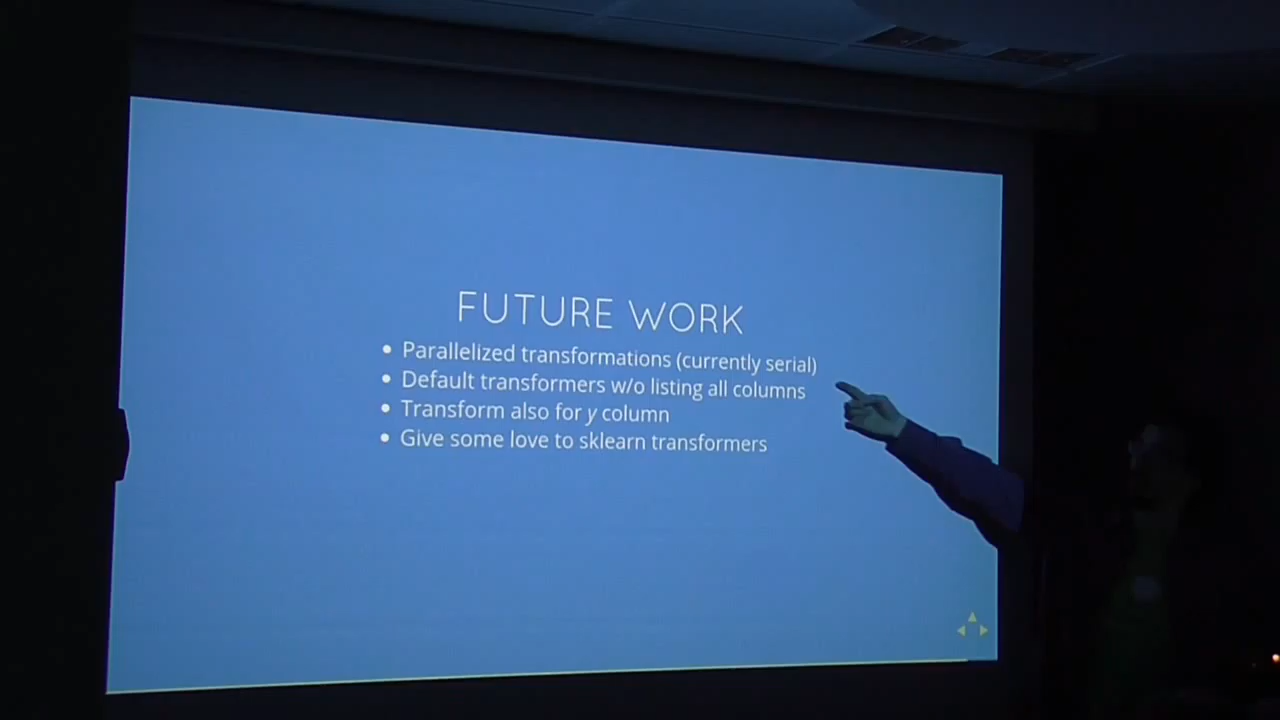 FUTURE WORK
• Parallelized transformations (currently serial)
• Default transformers w/o listing all columns
• Transform also for y column
• Give some love to sklearn transformers